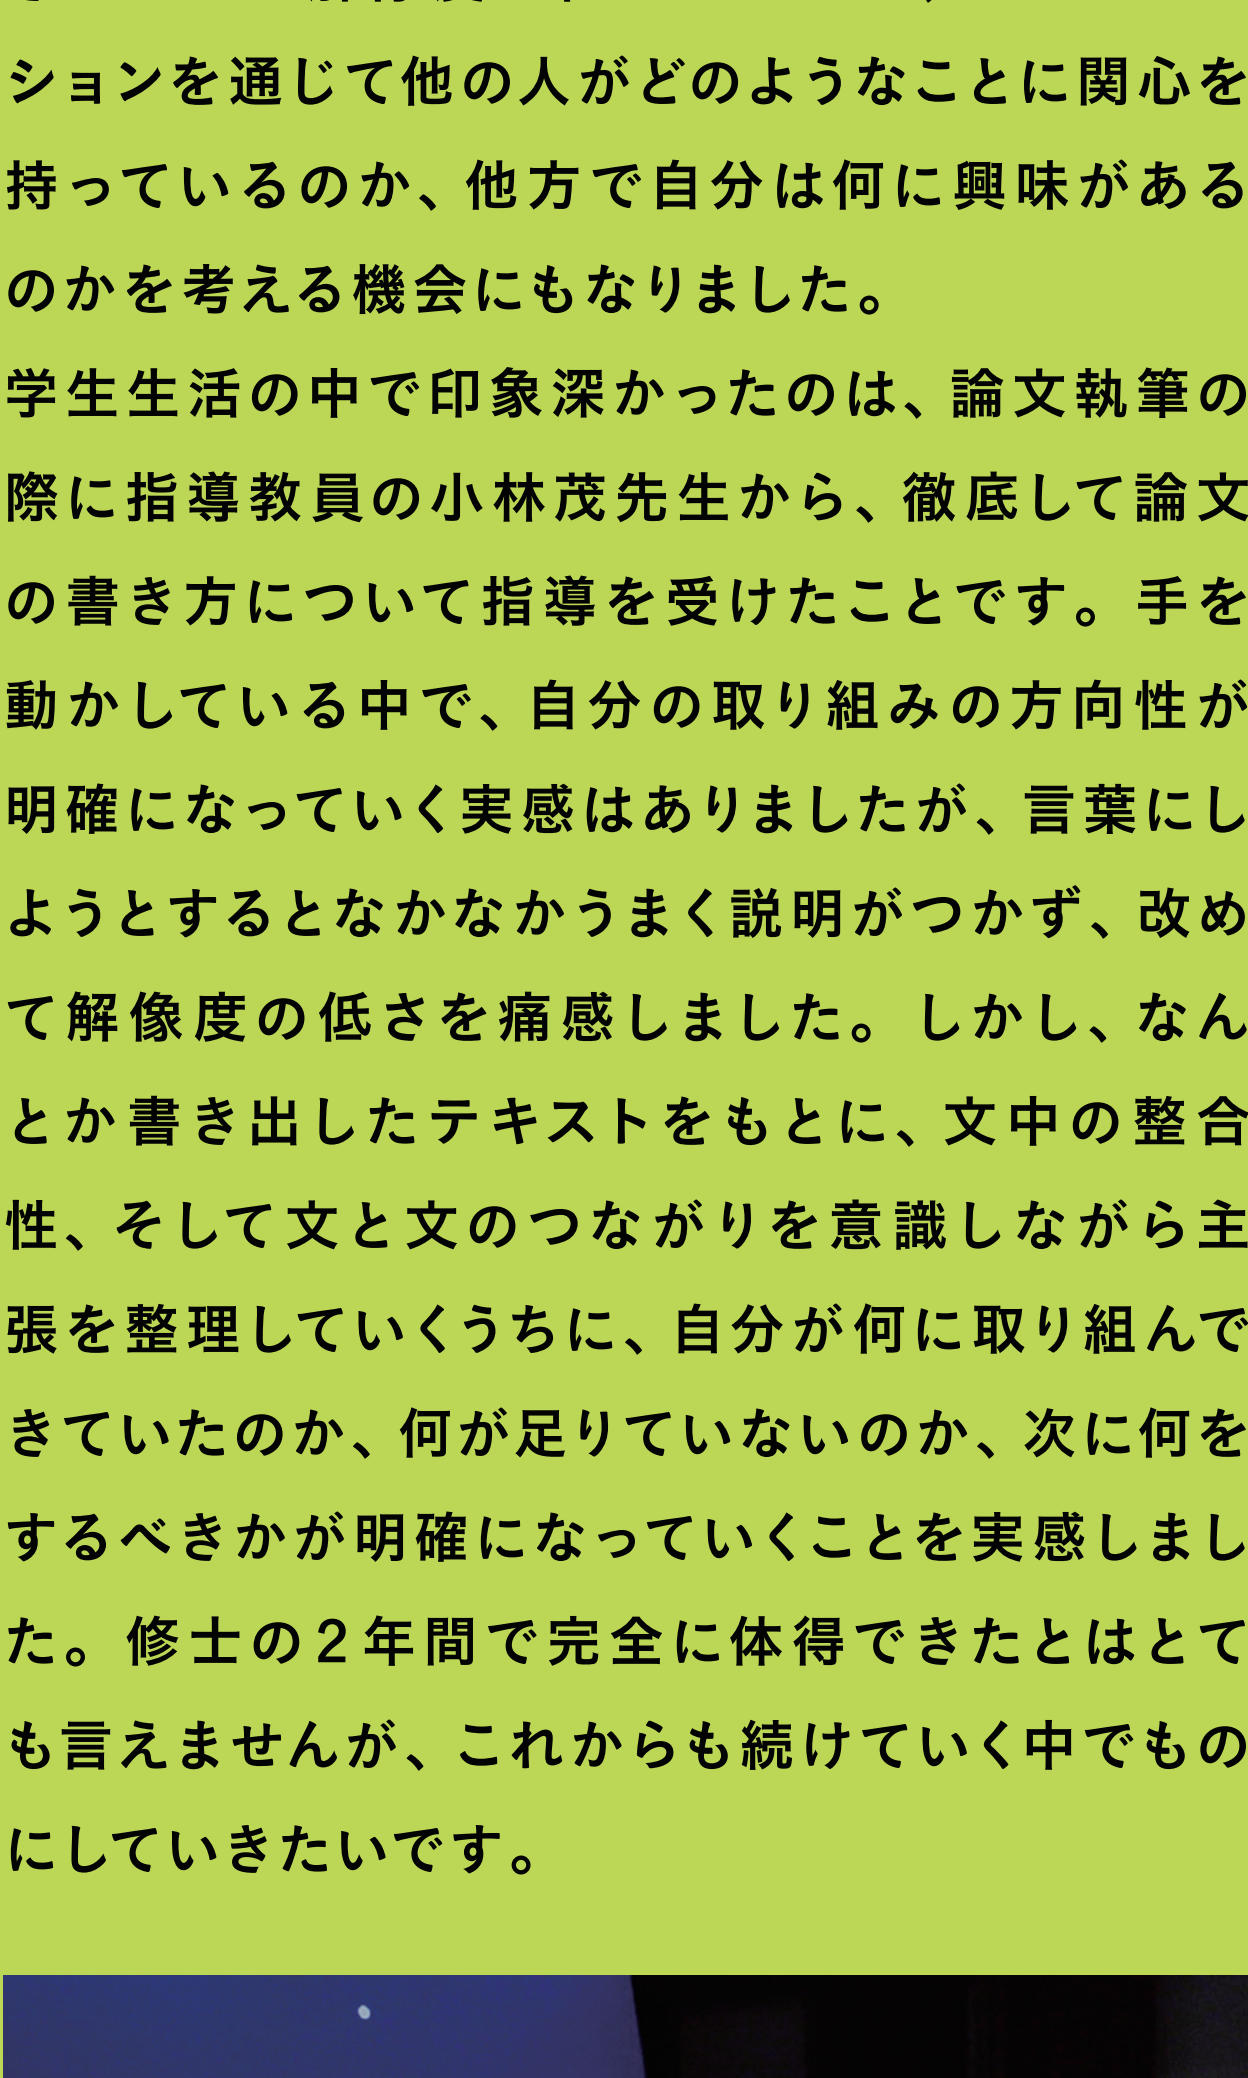 ションを通じて他の人がどのようなことに関心を
持っているのか、他方で自分は何に興味がある
のかを考える機会にもなりました。
学生生活の中で印象深かったのは、論文執筆の
際に指導教員の小林茂先生から、徹底して論文
の書き方について指導を受けたことです。手を
動かしている中で、自分の取り組みの方向性が
明確になっていく実感はありましたが、言葉にし
ようとするとなかなかうまく説明がつかず、改め
て解像度の低さを痛感しました。しかし、なん
とか書き出したテキストをもとに、文中の整合
性、そして文と文のつながりを意識しながら主
張を整理していくうちに、自分が何に取り組んで
きていたのか、何が足りていないのか、次に何を
するべきかが明確になっていくことを実感しまし
た。修士の2年間で完全に体得できたとはとて
も言えませんが、これからも続けていく中でもの
にしていきたいです。